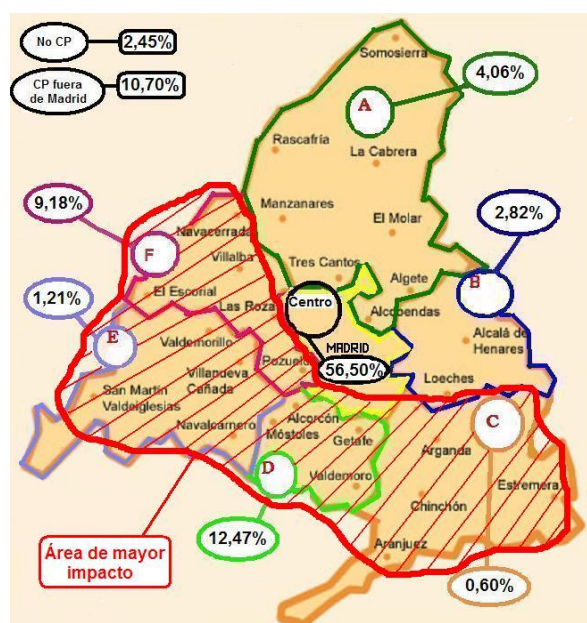 No CP
2,45%
CP fuera
de Madrid
10,70%
Somosierra
4,06%
A
Rascafría
La Cabrera
9,18%
Manzanares
El Molar
2,82%
Navacerrada
F
Villalba
Tres Cantos
Algete
B
1,21%
El Escorial
Las Roza
Centro
Alcobendas
E
Valdemorillo
MADRID
Alcalá de
Henares
Pozuelo
56,50%
Villanueva
Cañada
Loeches
San Martín
Valdeiglesias
Alcorcón
Móstoles
C
Navalcarnero
Getafe
Arganda
D
Valdemoro
Estremera
Chinchón
12,47%
Área de mayor
impacto
Aranjuez
0,60%